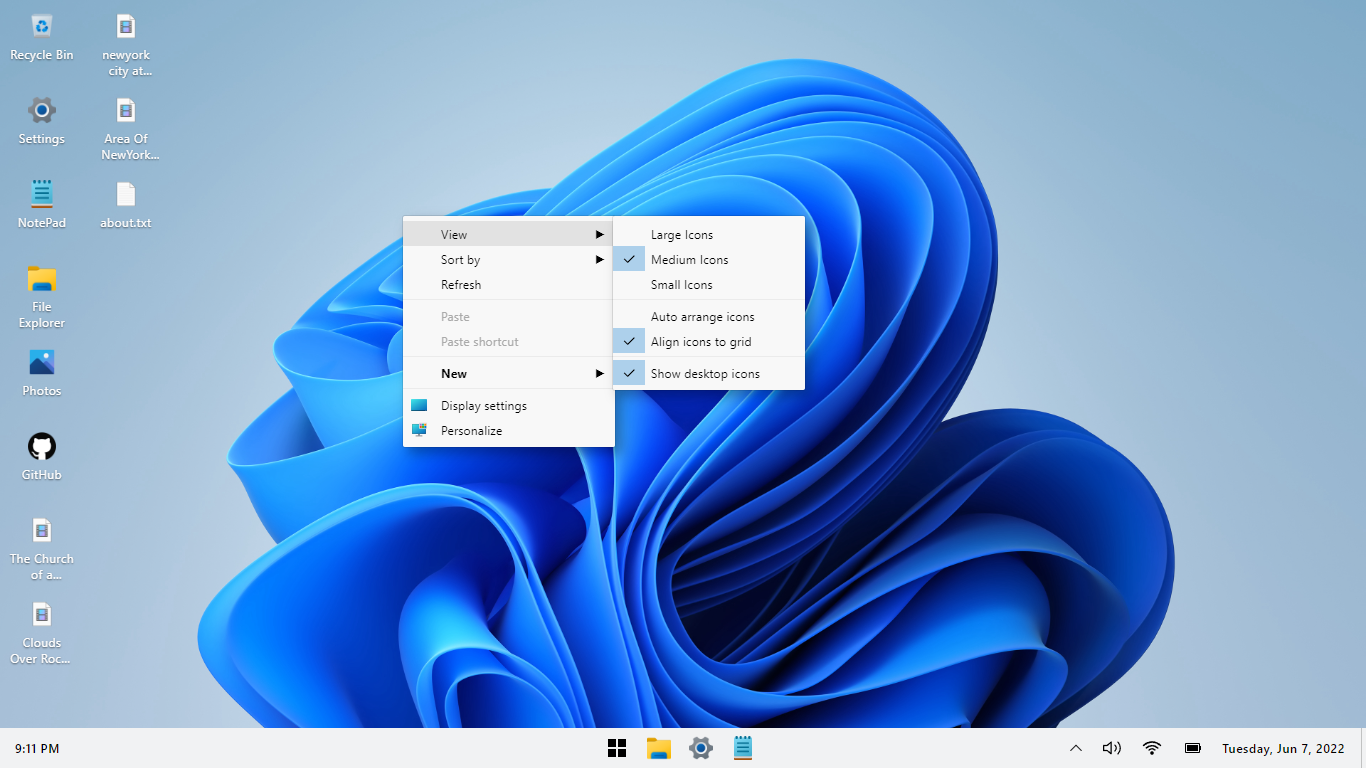 Recycle Bin
newyork
city at...
Settings
Area Of
NewYork...
NotePad
about.txt
File
Explorer
Photos
GitHub
The Church
of a...
Clouds
Over Roc...
View
Sort by
Refresh
Paste
Paste shortcut
New
Display settings
Personalize
Large Icons
Medium Icons
Small Icons
Auto arrange icons
Align icons to grid
Show desktop icons
9:11 PM
Tuesday, Jun 7, 2022